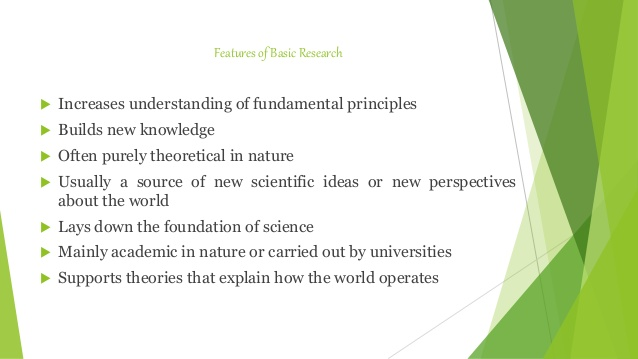 Features of Basic Research
Increases understanding of fundamental principles
Builds new knowledge
Often purely theoretical in nature
Usually a source of new scientific ideas or new perspectives
about the world
Lays down the foundation of science
Mainly academic in nature or carried out by universities
Supports theories that explain how the world operates